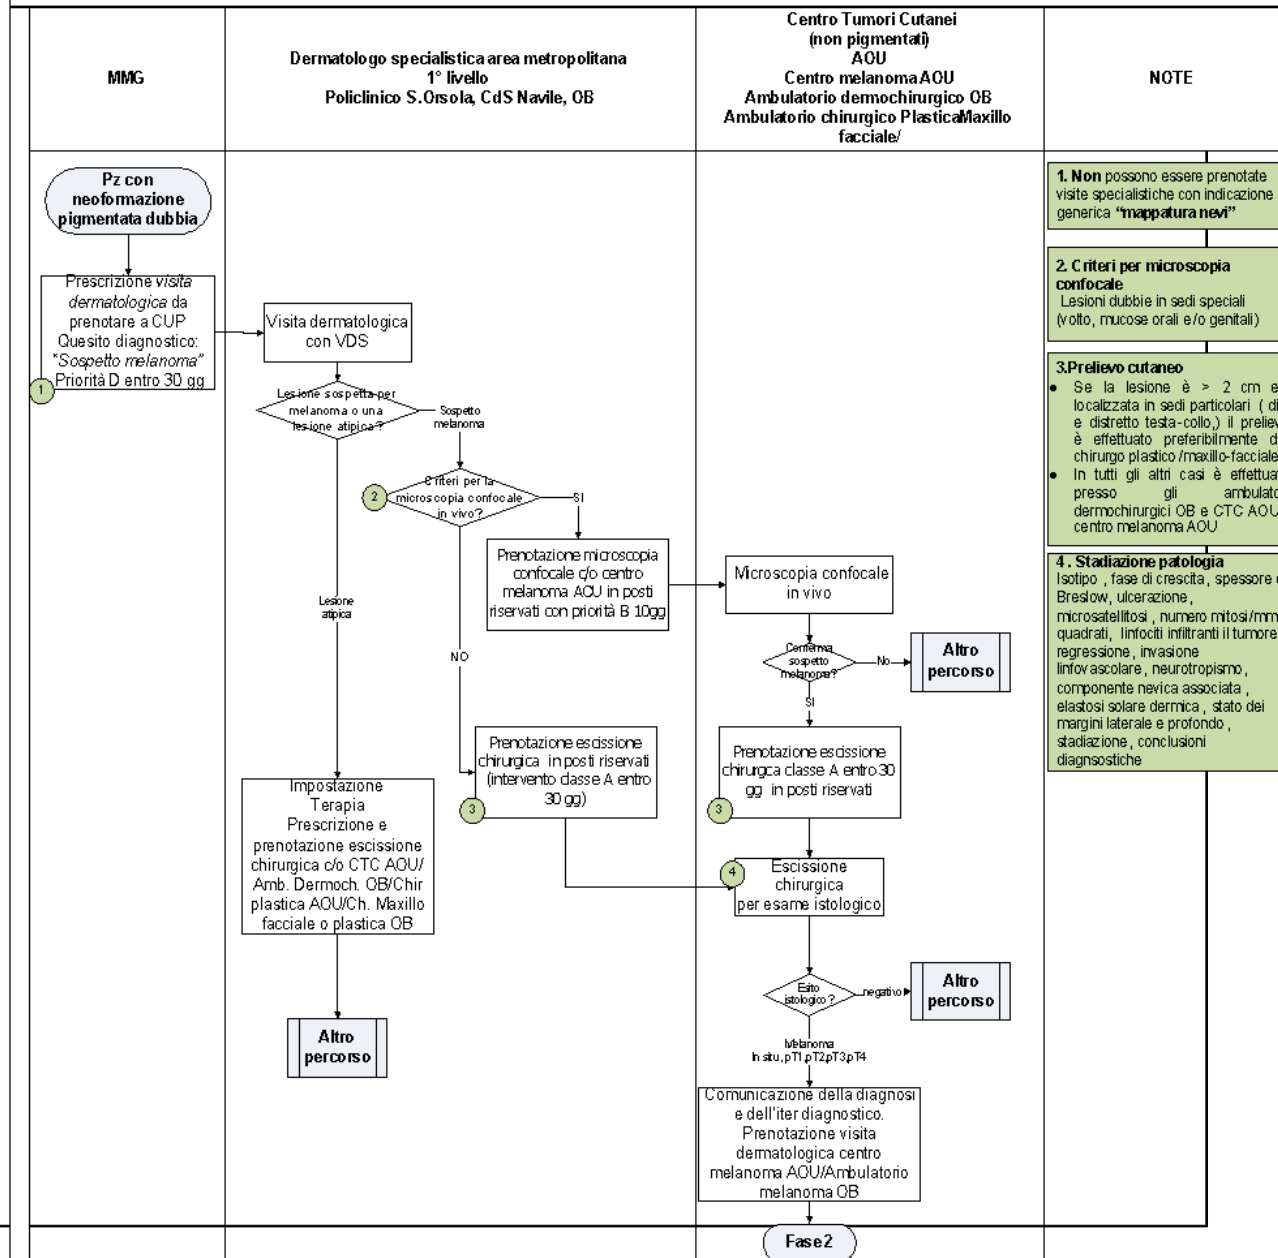 MMG
Dermatologo specialistica area metropolitana
1° livello
Policlinico S.Orsola, CdS Navile, OB
Centro Tumori Cutanei
(non pigmentati)
AOU
Centro melanoma AOU
Ambulatorio dermochirurgico OB
Ambulatorio chirurgico PlasticaMaxillo
facciale/
NOTE
Pz con
neoformazione
pigmentata dubbia
Prescrizione visita
dermatologica da
prenotare a CUP
Quesito diagnostico:
"Sospetto melanoma"
Priorità D entro 30 gg
1
Visita dermatologica
con VDS
Lesione sospetta per
melanoma o una
lesione atipica?
Sospetto
melanoma
Lesione
atipica
2
Criteri per la
microscopia confocale
in vivo?
SI
NO
Prenotazione microscopia
confocale c/o centro
melanoma AOU in posti
riservati con priorità B 10gg
Prenotazione escissione
chirurgica in posti riservati
(intervento classe A entro
30 gg)
3
Impostazione
Terapia
Prescrizione e
prenotazione escissione
chirurgica c/o CTC AOU/
Amb. Dermoch. OB/Chir
plastica AOU/Ch. Maxillo
facciale o plastica OB
Altro
percorso
Microscopia confocale
in vivo
Conferma
sospetto
melanoma?
No
Altro
percorso
SI
Prenotazione escissione
chirurgca classe A entro 30
gg in posti riservati
3
4
Escissione
chirurgica
per esame istologico
Esito
istologico?
negativo
Altro
percorso
Melanoma
In situ, pT1,pT2,pT3,pT4
Comunicazione della diagnosi
e dell'iter diagnostico.
Prenotazione visita
dermatologica centro
melanoma AOU/Ambulatorio
melanoma OB
Fase2
1. Non possono essere prenotate
visite specialistiche con indicazione
generica "mappatura nevi"
2. Criteri per microscopia
confocale
Lesioni dubbie in sedi speciali
(volto, mucose orali e/o genitali)
3.Prelievo cutaneo
• Se la lesione è > 2 cm e
localizzata in sedi particolari ( di
e distretto testa-collo,) il preliev
è effettuato preferibilmente d
chirurgo plastico /maxillo-facciale
• In tutti gli altri casi è effettuat
presso gli ambulato
dermochirurgici OB e CTC AOU
centro melanoma AOU
4 . Stadiazione patologia
Isotipo , fase di crescita, spessore
Breslow, ulcerazione,
microsatellitosi , numero mitosi/mm
quadrati, linfociti infiltranti il tumore
regressione, invasione
linfovascolare, neurotropismo,
componente nevica associata ,
elastosi solare dermica , stato dei
margini laterale e profondo ,
stadiazione, conclusioni
diagnsostiche